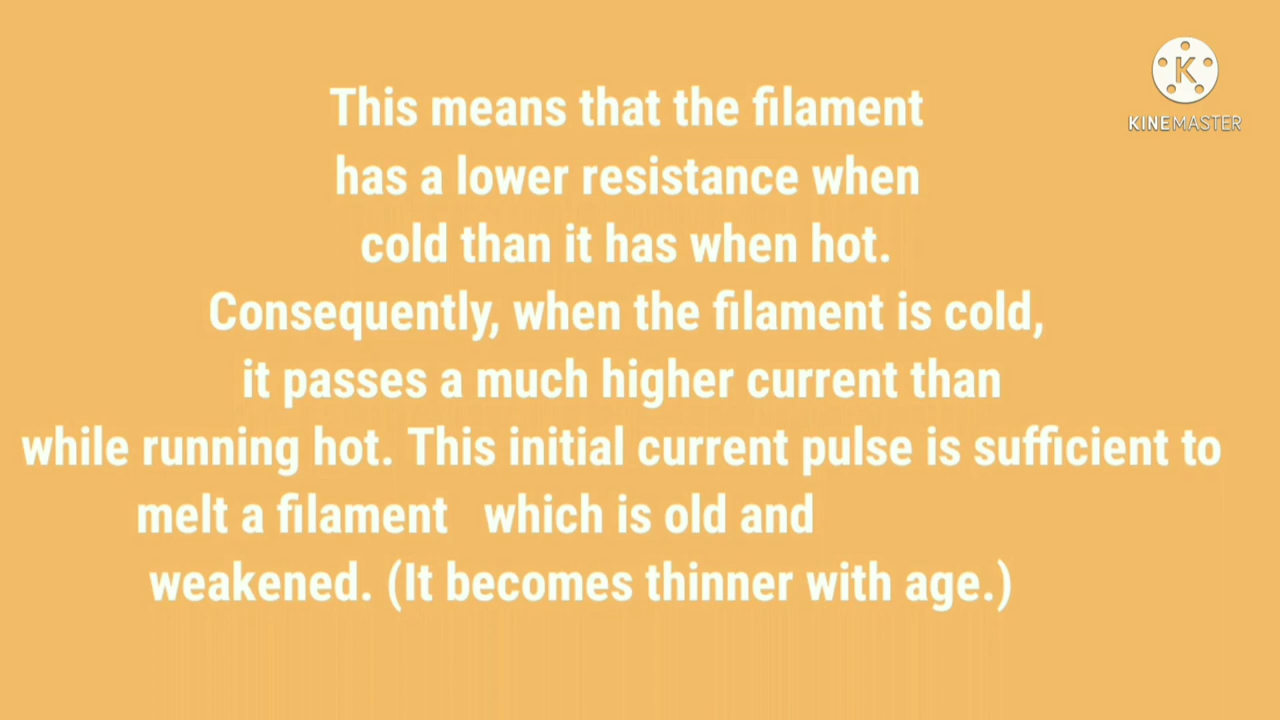 This means that the filament
has a lower resistance when
cold than it has when hot.
Consequently, when the filament is cold,
it passes a much higher current than
while running hot. This initial current pulse is sufficient to
melt a filament   which is old and
weakened. (It becomes thinner with age.)
K
KINEMASTER